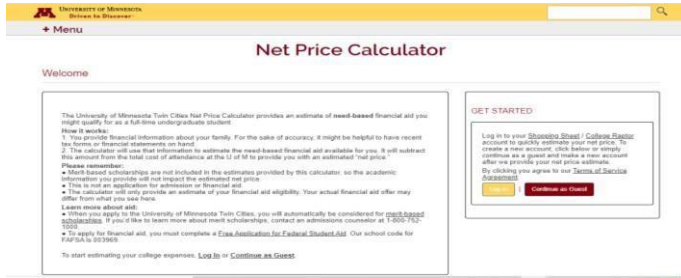 UNIVERSITY OF MINNESOTA
Driven to Discover
+ Menu
Net Price Calculator
Welcome
The University of Minnesota Twin Cities Net Price Calculator provides an estimate of need-based financial aid you
might qualify for as a full-time undergraduate student.
How it works:
1. You provide financial information about your family. For the sake of accuracy, it might be helpful to have recent
tax forms or financial statements on hand.
2. The calculator will use that information to estimate the need-based financial aid available for you. It will subtract
this amount from the total cost of attendance at the U of M to provide you with an estimated "net price."
Please remember:
• Merit-based scholarships are not included in the estimates provided by this calculator, so the academic
information you provide will not impact the estimated net price.
• This is not an application for admission or financial aid.
• The calculator will only provide an estimate of your financial aid eligibility. Your actual financial aid offer may
differ from what you see here.
Learn more about aid:
• When you apply to the University of Minnesota Twin Cities, you will automatically be considered for merit-based
scholarships. If you'd like to learn more about merit scholarships, contact an admissions counselor at 1-800-752-
1000.
• To apply for financial aid, you must complete a Free Application for Federal Student Aid. Our school code for
FAFSA is 003969.
To start estimating your college expenses, Log In or Continue as Guest.
GET STARTED
Log in to your Shopping Sheet / College Raptor
account to quickly estimate your net price. To
create a new account, click below or simply
continue as a guest and make a new account
after we provide your net price estimate.
By clicking you agree to our Terms of Service
Agreement
Log In | Continue as Guest